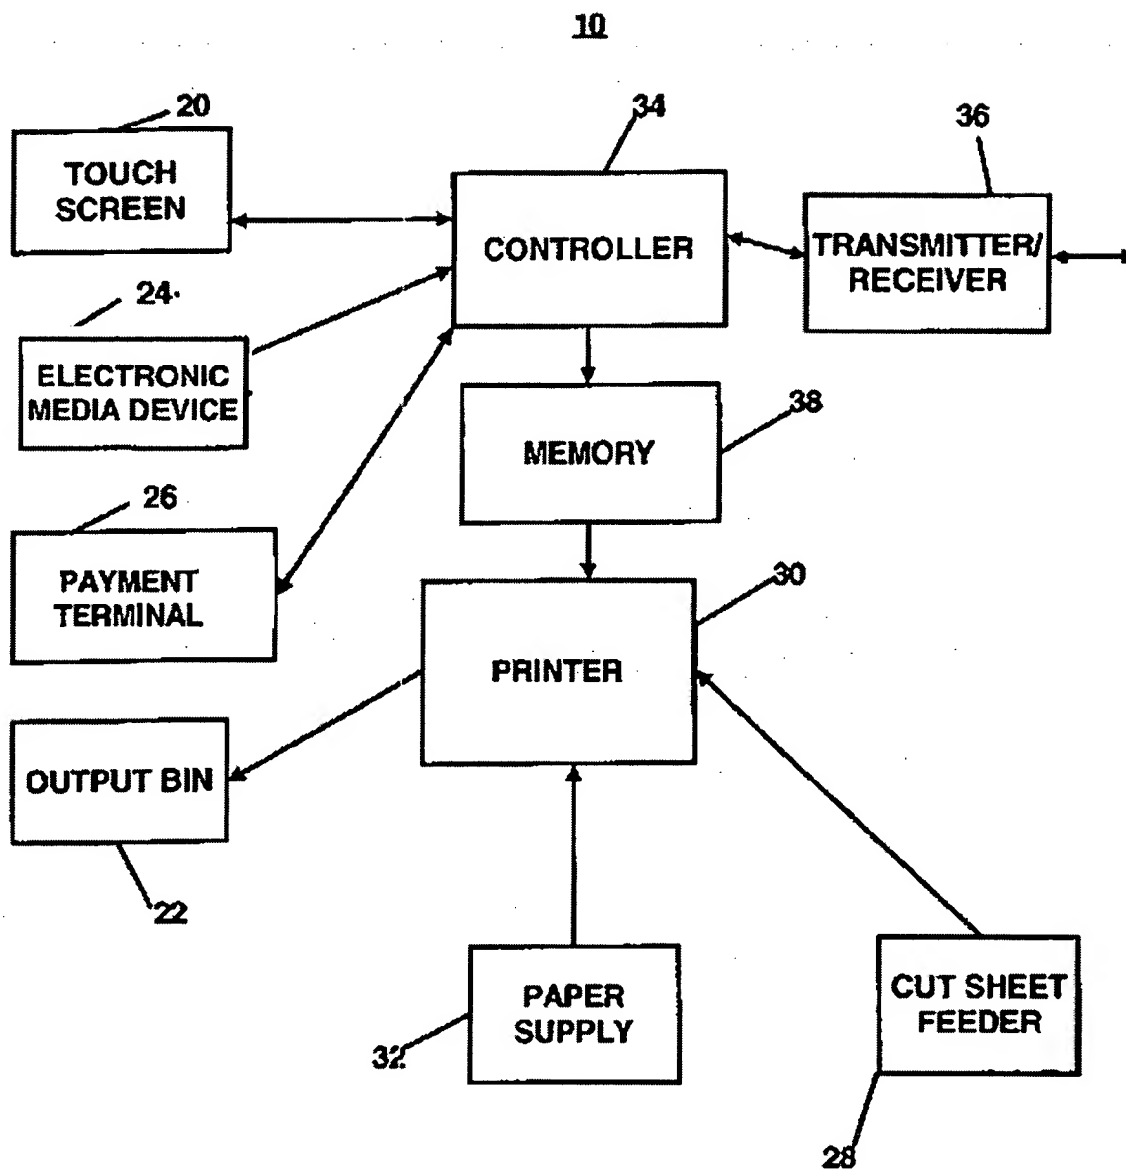 10
20
34
36
TOUCH
SCREEN
CONTROLLER
TRANSMITTER/
RECEIVER
24
ELECTRONIC
MEDIA DEVICE
38
MEMORY
26
PAYMENT
TERMINAL
30
PRINTER
OUTPUT BIN
22
PAPER
SUPPLY
32
CUT SHEET
FEEDER
28